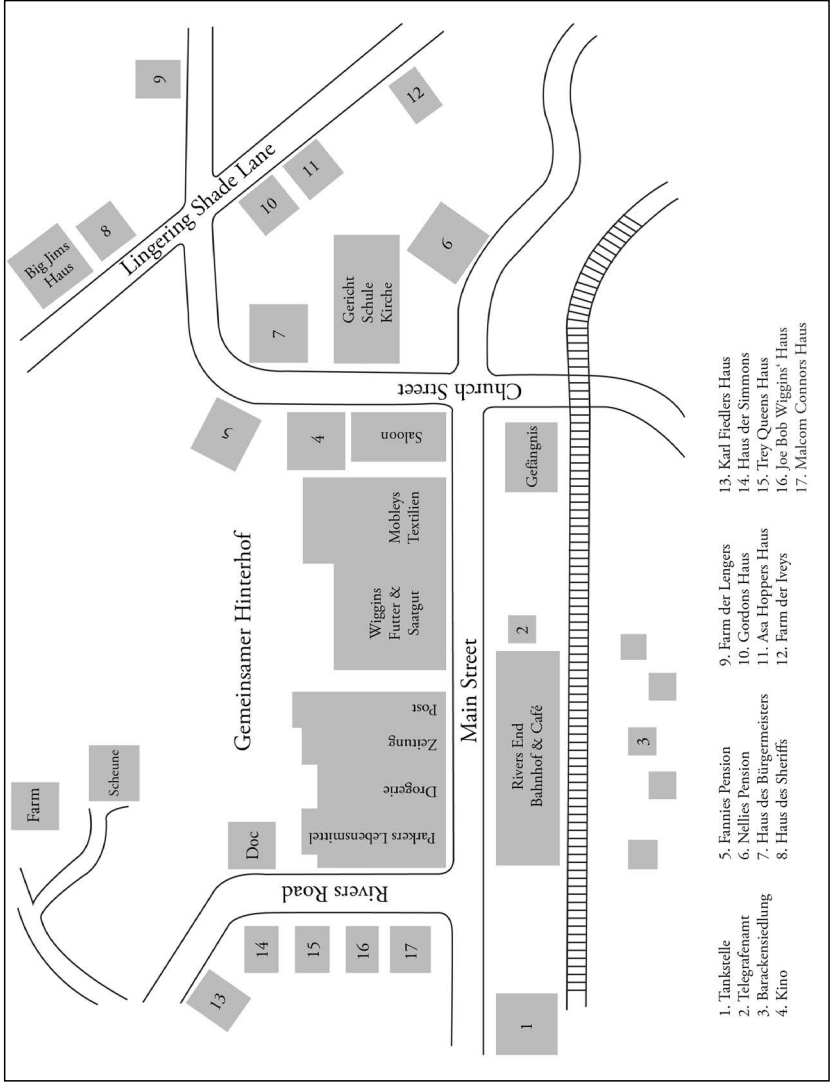 Farm
Scheune
Big Jims
Haus
8
9
Lingering Shade Lane
Gemeinsamer Hinterhof
Doc
5
7
10
11
12
13
14
15
16
17
Rivers Road
Parkers Lebensmittel
Drogerie
Zeitung
Post
Wiggins
Futter &
Saatgut
Mobleys
Textilien
4
Saloon
Church Street
Gericht
Schule
Kirche
6
Main Street
1
Rivers End
Bahnhof & Café
2
Gefängnis
3
1. Tankstelle
2. Telegrafenamt
3. Barackensiedlung
4. Kino
5. Fannies Pension
6. Nellies Pension
7. Haus des Bürgermeisters
8. Haus des Sheriffs
9. Farm der Lengers
10. Gordons Haus
11. Asa Hoppers Haus
12. Farm der Iveys
13. Karl Fiedlers Haus
14. Haus der Simmons
15. Trey Queens Haus
16. Joe Bob Wiggins‘ Haus
17. Malcom Connors Haus